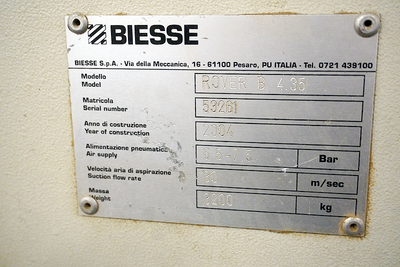 BIESSE
BIESSE S.p.A. - Via della Meccanica, 16 - 61100 Pesaro, PU ITALIA - Tel. 0721 439100
Modello
Model
ROVER B 4.35
Matricola
Serial number
53261
Anno di costruzione
Year of construction
2004
Alimentazione pneumatica
Air supply
Bar
Velocità aria di aspirazione
Suction flow rate
m/sec
Massa
Weight
kg